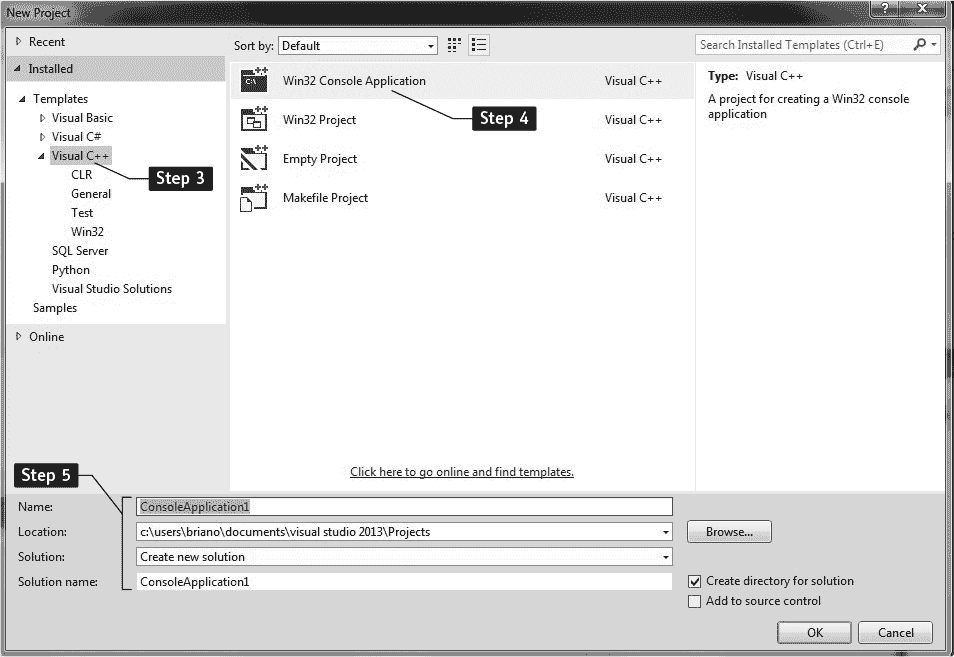 New Project
?
Recent
Sort by: Default
Search Installed Templates (Ctrl+E)
Installed
Templates
Visual Basic
Visual C#
Visual C++
CLR
General
Test
Win32
SQL Server
Python
Visual Studio Solutions
Samples
Online
Step 3
C:\
Win32 Console Application Visual C++
Step 4
Win32 Project Visual C++
Empty Project Visual C++
Makefile Project Visual C++
Click here to go online and find templates.
Type: Visual C++
A project for creating a Win32 console
application
Step 5
Name: ConsoleApplication1
Location: c:\users\briano\documents\visual studio 2013\Projects Browse...
Solution: Create new solution
Solution name: ConsoleApplication1
Create directory for solution
Add to source control
OK Cancel